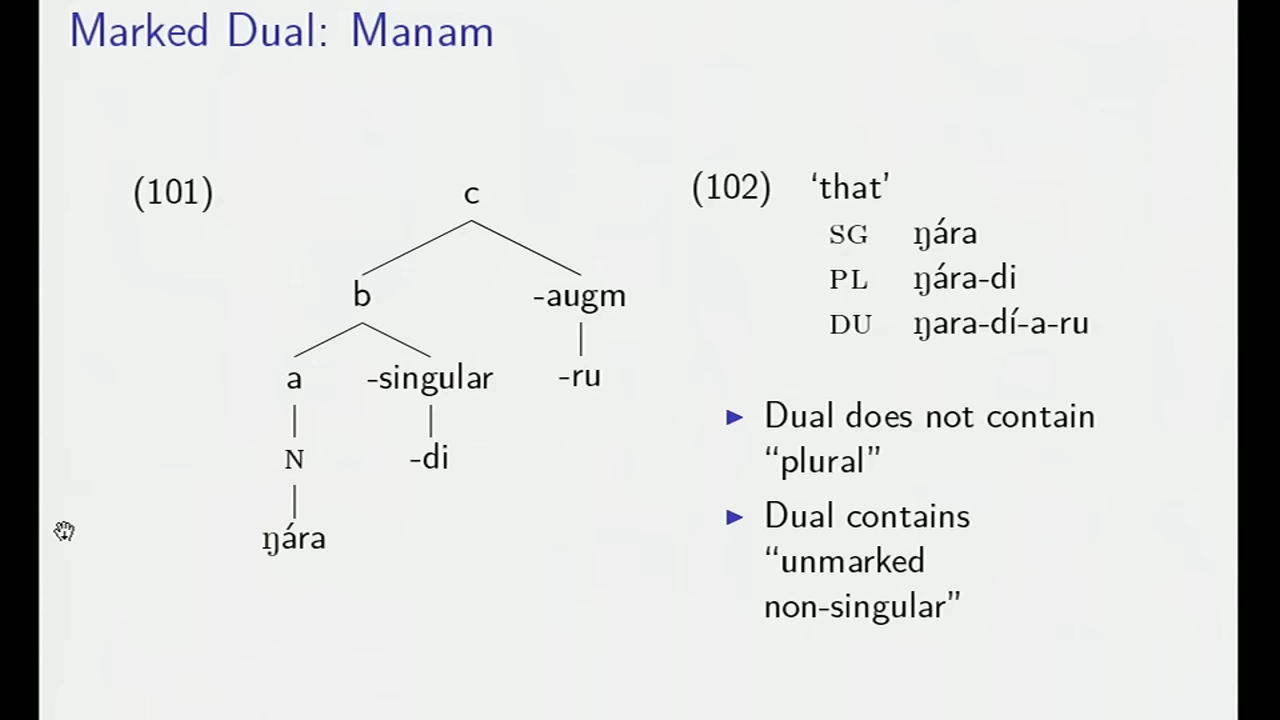 Marked Dual: Manam
(101)
c
b -augm
a -singular -ru
N -di
ŋára
(102) ‘that’
SG ŋára
PL ŋára-di
DU ŋara-dí-a-ru
▶ Dual does not contain
“plural”
▶ Dual contains
“unmarked
non-singular”